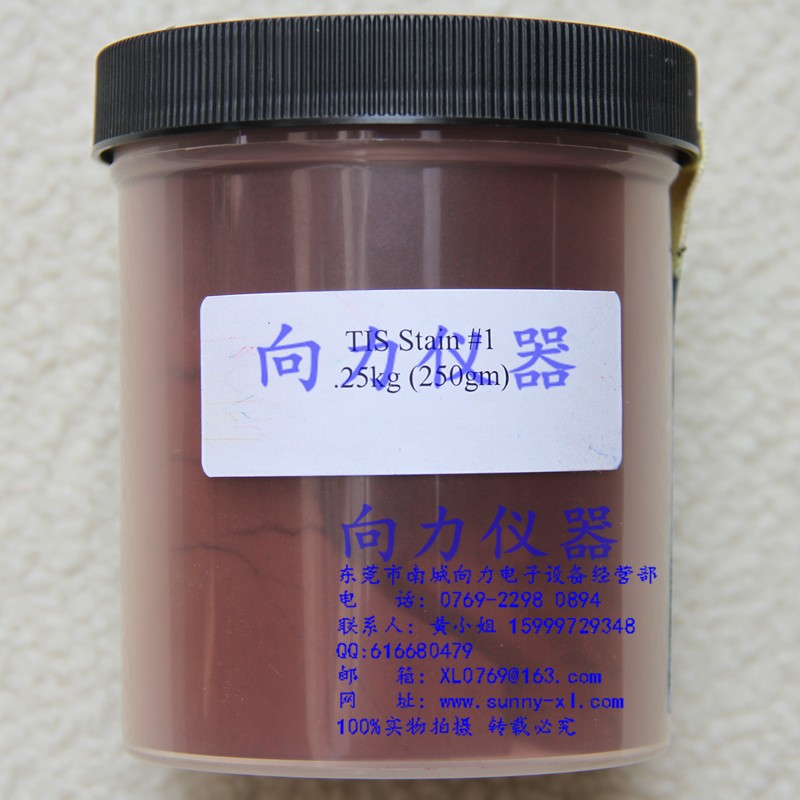 TIS Stain #1
.25kg (250gm)
向力仪器
向力仪器
东莞市南城向力电子设备经营部
电 话: 0769-2298 0894
联系人: 黄小姐 15999729348
QQ:616680479
邮 箱: XL0769@163.com
网 址: www.sunny-xl.com
100%实物拍摄 转载必究